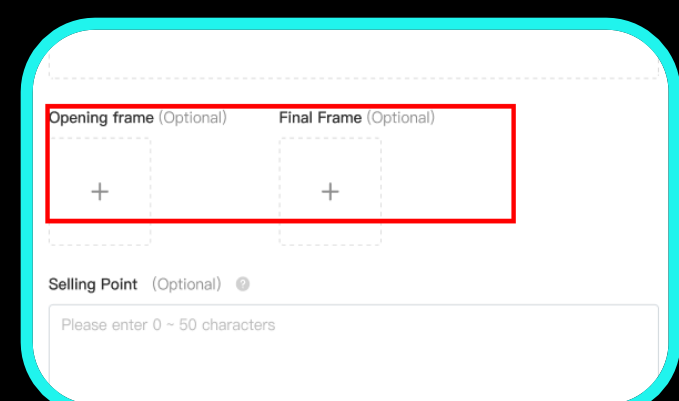 Opening frame (Optional) Final Frame (Optional)
+ +
Selling Point (Optional) ?
Please enter 0 ~ 50 characters